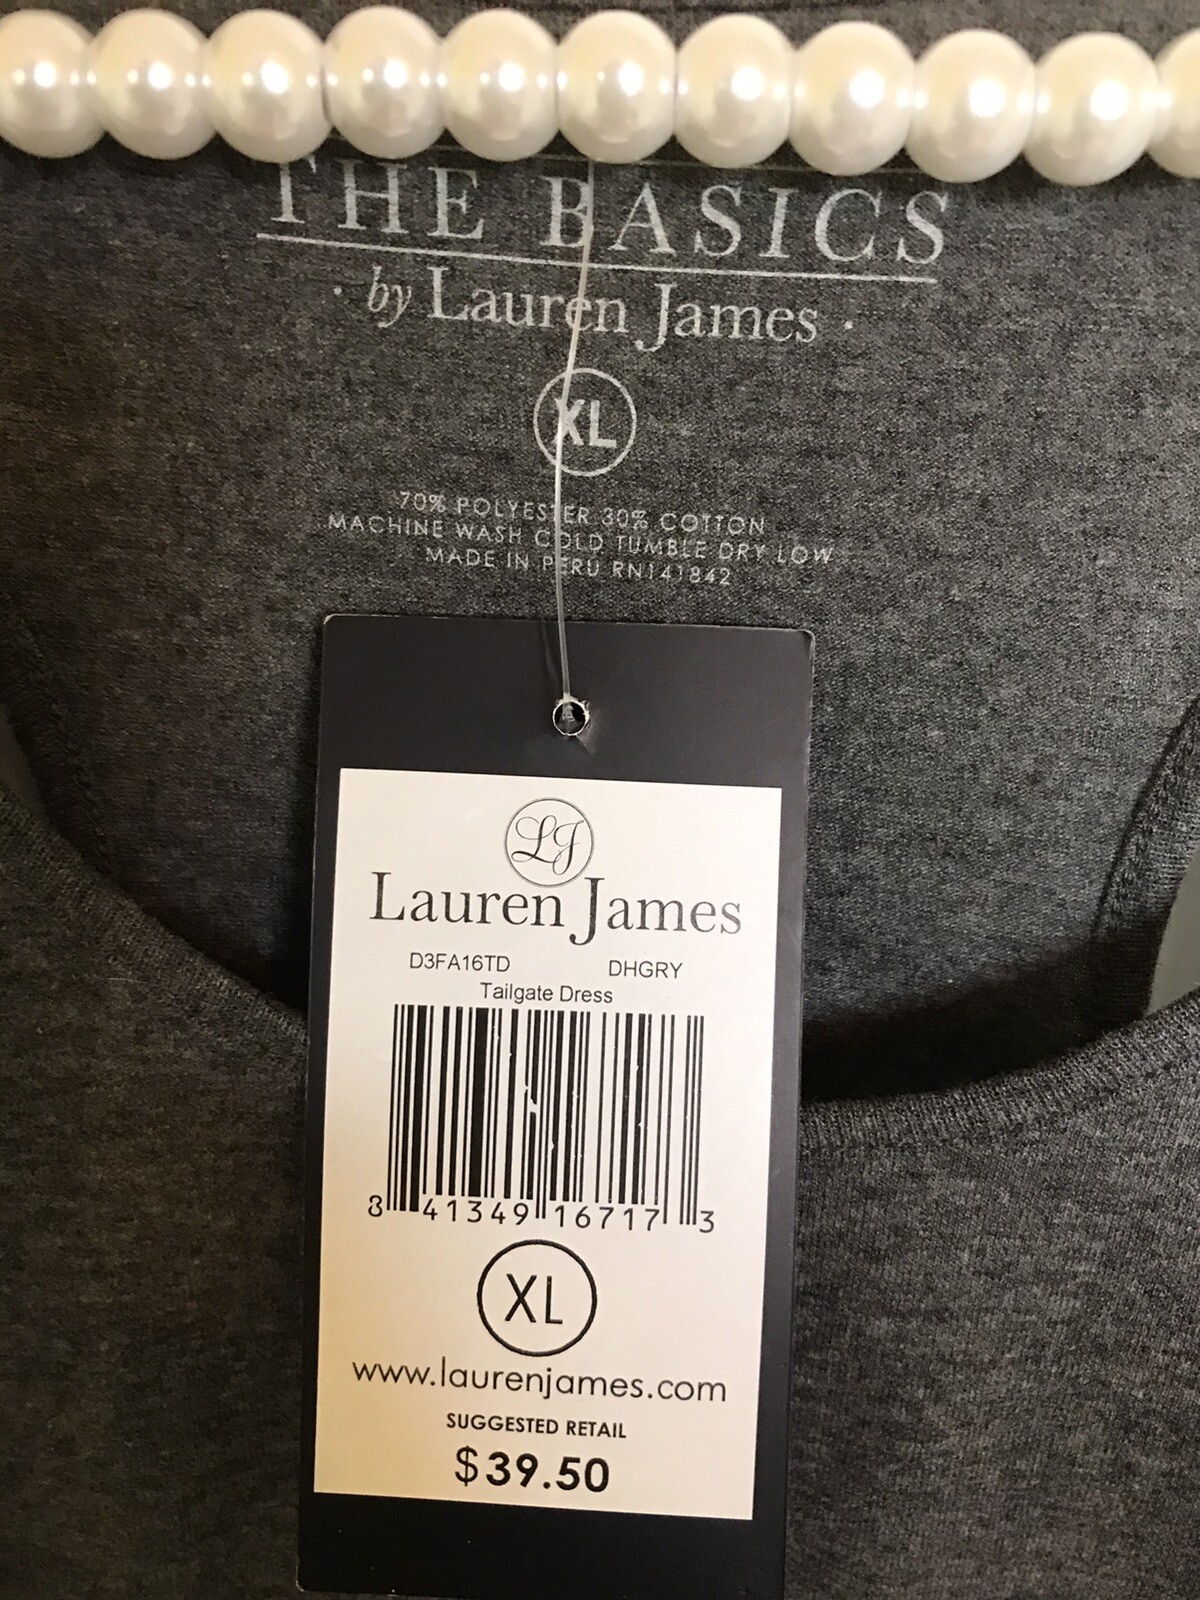 THE BASICS
· by Lauren James ·
XL
70% POLYESTER 30% COTTON
MACHINE WASH COLD TUMBLE DRY LOW
MADE IN PERU RN141842
LJ
Lauren James
D3FA16TD DHGRY
Tailgate Dress
8 41349 16717 3
XL
www.laurenjames.com
SUGGESTED RETAIL
$39.50